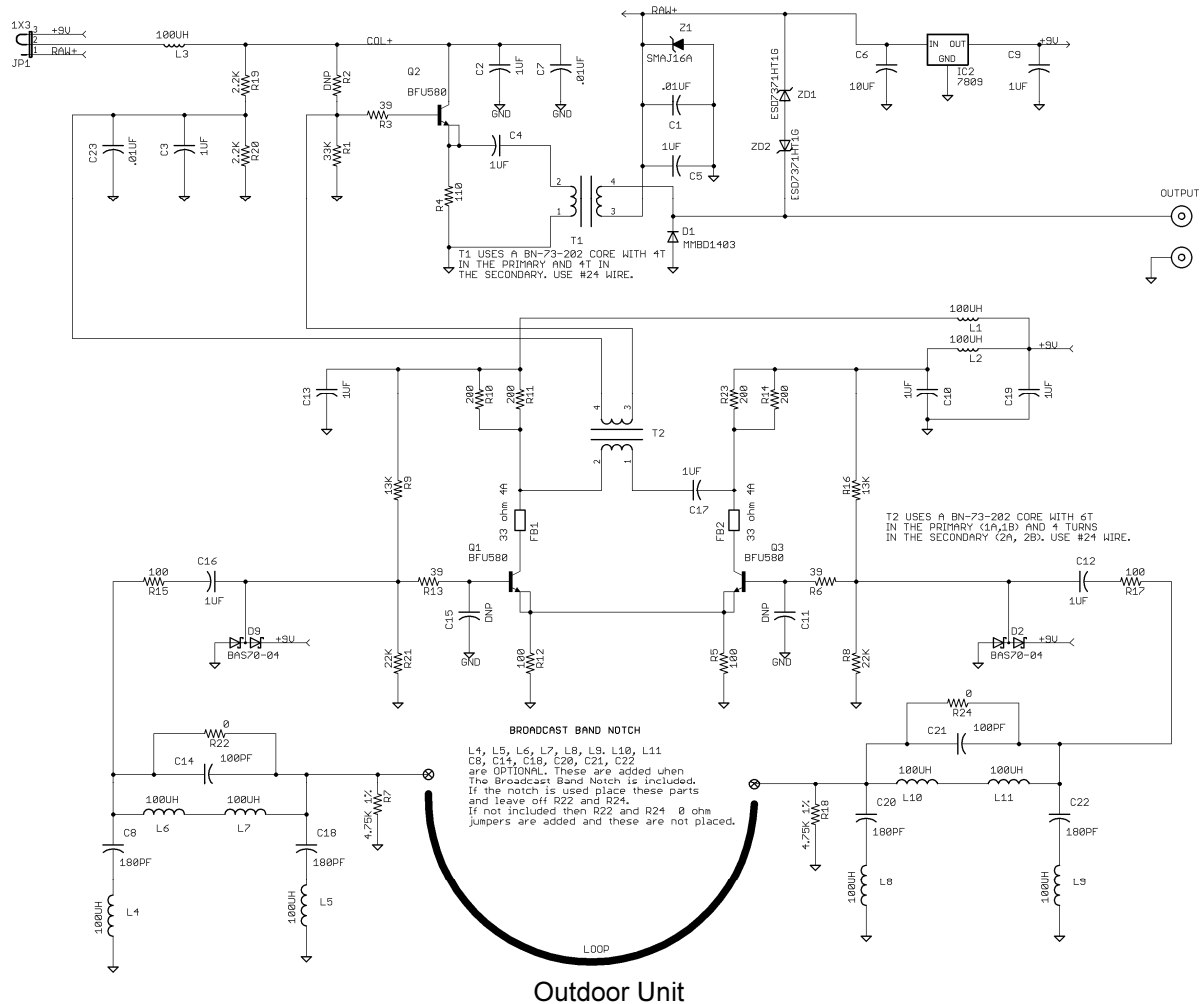 1X3
3
2
1
JP1
+9V
RAW+
100UH
L3
COL+
2.2K
R19
DNP
R2
39
R3
Q2
BFU580
C2
1UF
C7
.01UF
GND
GND
C23
.01UF
C3
1UF
2.2K
R20
33K
R1
R4
110
C4
1UF
2
1
4
3
T1
T1 USES A BN-73-202 CORE WITH 4T
IN THE PRIMARY AND 4T IN
THE SECONDARY. USE #24 WIRE.
RAW+
Z1
SMAJ16A
.01UF
C1
1UF
C5
D1
MMBD1403
ESD7371HT1G
ZD1
ZD2
ESD7371HT1G
C6
10UF
IN OUT
GND
IC2
7809
C9
+9V
1UF
OUTPUT
100UH
L1
100UH
L2
+9V
C13
1UF
200
R10
200
R11
4
3
T2
2
1
R23
200
R14
200
1UF
C10
C19
1UF
13K
R9
33 ohm 4A
FB1
1UF
C17
33 ohm 4A
FB2
R16
13K
T2 USES A BN-73-202 CORE WITH 6T
IN THE PRIMARY (1A,1B) AND 4 TURNS
IN THE SECONDARY (2A, 2B). USE #24 WIRE.
100
R15
C16
1UF
39
R13
Q1
BFU580
Q3
BFU580
39
R6
C12
1UF
100
R17
D9
+9V
BAS70-04
C15
DNP
GND
DNP
C11
GND
D2
+9V
BAS70-04
22K
R21
100
R12
R5
100
R8
22K
0
R22
C14
100PF
100UH
L6
100UH
L7
C8
180PF
C18
180PF
100UH
L4
100UH
L5
4.75K 1%
R7
BROADCAST BAND NOTCH
L4, L5, L6, L7, L8, L9. L10, L11
C8, C14, C18, C20, C21, C22
are OPTIONAL. These are added when
The Broadcast Band Notch is included.
If the notch is used place these parts
and leave off R22 and R24.
If not included then R22 and R24 0 ohm
jumpers are added and these are not placed.
0
R24
C21
100PF
100UH
L10
100UH
L11
4.75K 1%
R18
C20
180PF
C22
180PF
100UH
L8
100UH
L9
LOOP
Outdoor Unit